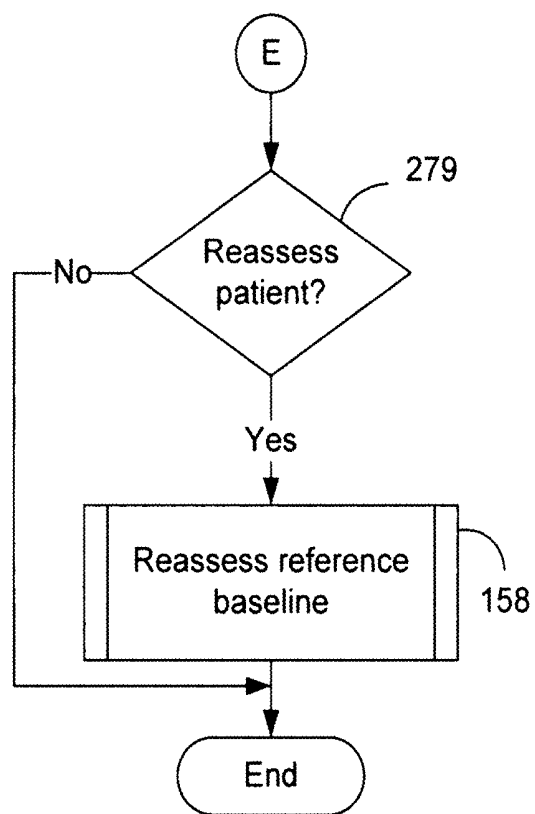 E
279
Reassess
patient?
No
Yes
Reassess reference
baseline
158
End